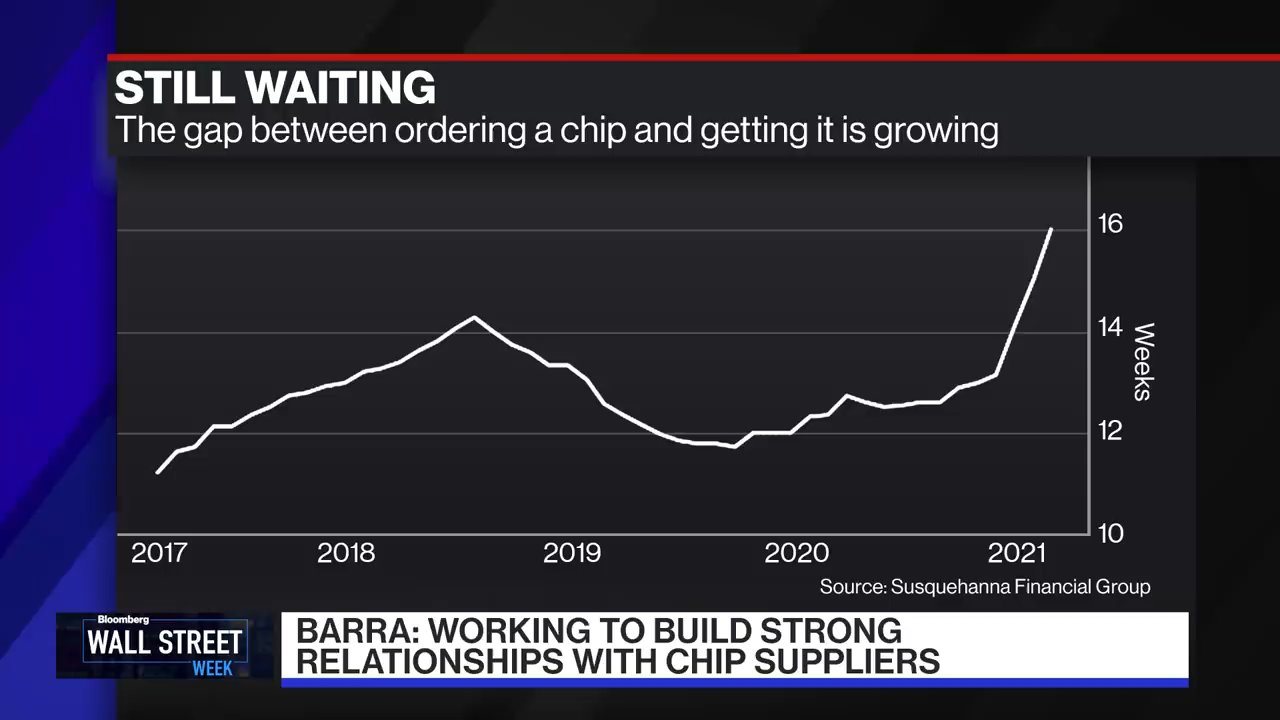 STILL WAITING
The gap between ordering a chip and getting it is growing
16
14
Weeks
12
10
2017 2018 2019 2020 2021
Source: Susquehanna Financial Group
Bloomberg
WALL STREET
WEEK
BARRA: WORKING TO BUILD STRONG
RELATIONSHIPS WITH CHIP SUPPLIERS